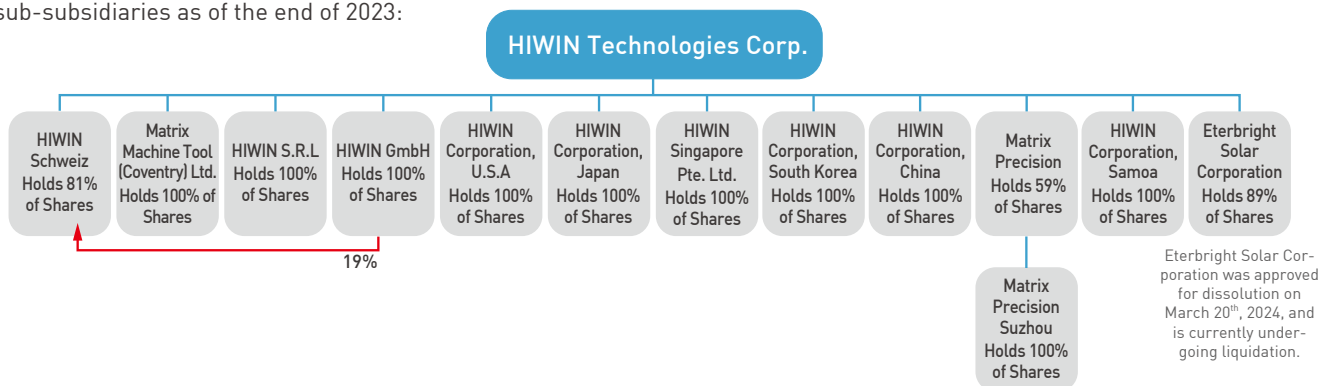 sub-subsidiaries as of the end of 2023:
HIWIN Technologies Corp.
HIWIN
Schweiz
Holds 81%
of Shares
Matrix
Machine Tool
(Coventry) Ltd.
Holds 100% of
Shares
HIWIN S.R.L
Holds 100%
of Shares
HIWIN GmbH
Holds 100%
of Shares
HIWIN
Corporation,
U.S.A
Holds 100%
of Shares
HIWIN
Corporation,
Japan
Holds 100%
of Shares
HIWIN
Singapore
Pte. Ltd.
Holds 100%
of Shares
HIWIN
Corporation,
South Korea
Holds 100%
of Shares
HIWIN
Corporation,
China
Holds 100%
of Shares
Matrix
Precision
Holds 59%
of Shares
HIWIN
Corporation,
Samoa
Holds 100%
of Shares
Eterbright
Solar
Corporation
Holds 89%
of Shares
19%
Matrix
Precision
Suzhou
Holds 100%
of Shares
Eterbright Solar Cor-
poration was approved
for dissolution on
March 20th, 2024, and
is currently under-
going liquidation.